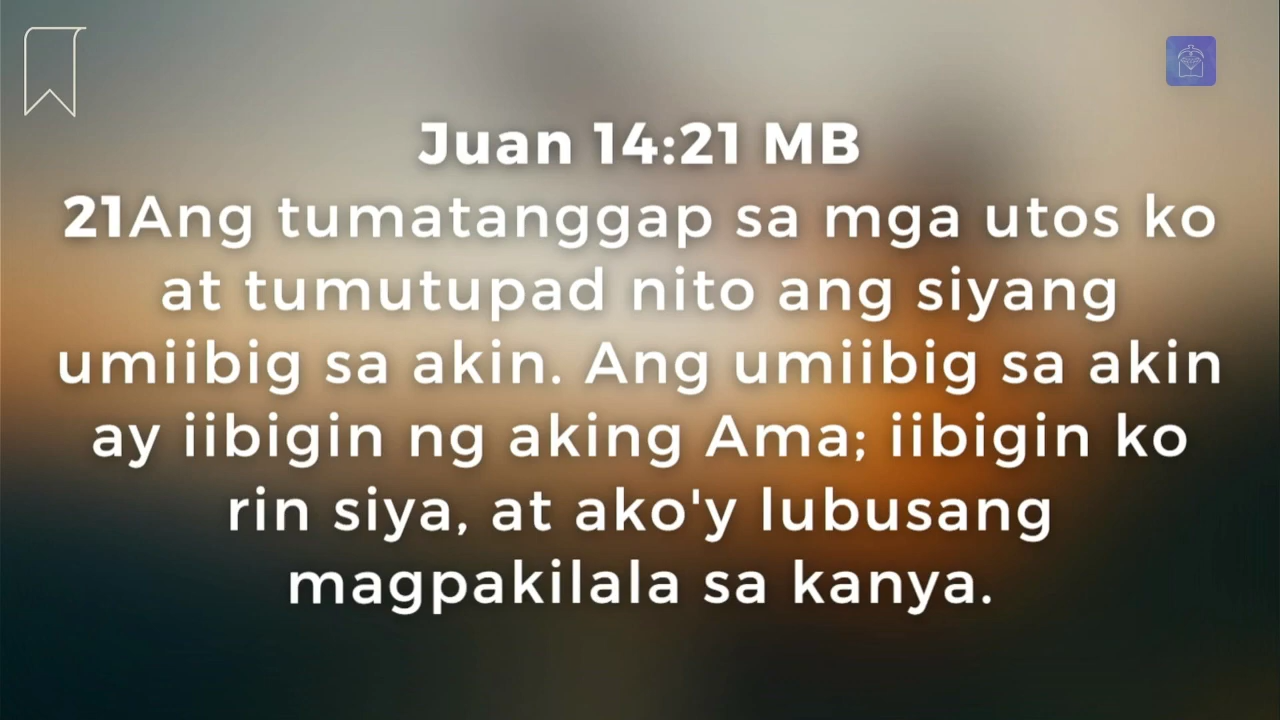 Juan 14:21 MB
21Ang tumatanggap sa mga utos ko
at tumutupad nito ang siyang
umiibig sa akin. Ang umiibig sa akin
ay iibigin ng aking Ama; iibigin ko
rin siya, at ako'y lubusang
magpakilala sa kanya.